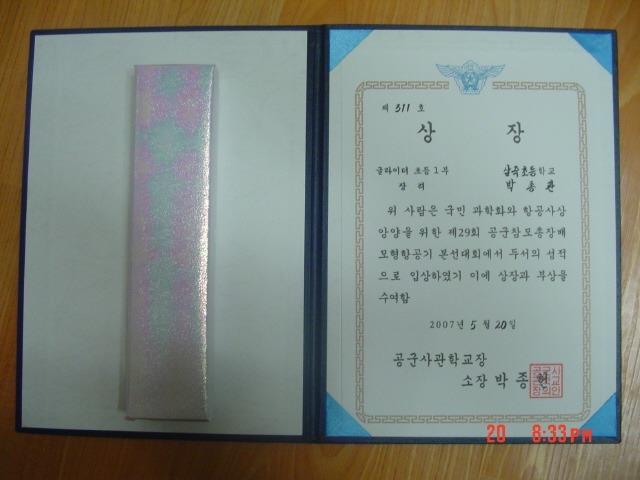 제 311 호
상 장
글라이더 초등 1부 삼육초등학교
장 려 박 종 관
위 사람은 국민 과학화와 항공사상
앙양을 위한 제29회 공군참모총장배
모형항공기 본선대회에서 두서의 성적
으로 입상하였기 이에 상장과 부상을
수여함
2007년 5월 20일
공군사관학교장
소장 박 종 헌
20 8:33PM